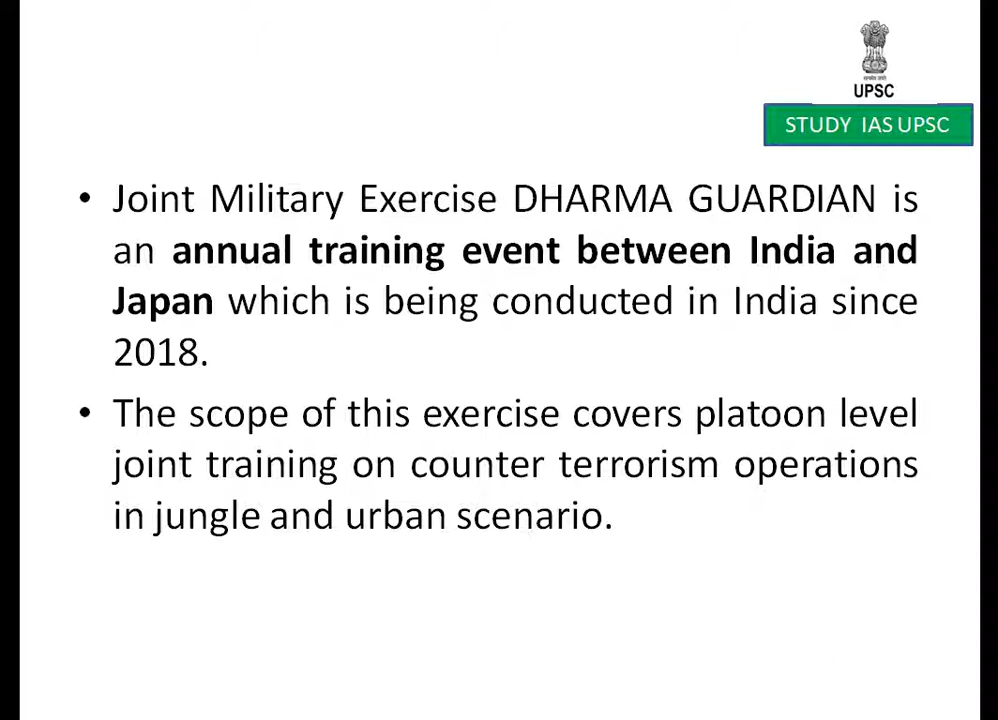 UPSC
STUDY IAS UPSC
• Joint Military Exercise DHARMA GUARDIAN is
an annual training event between India and
Japan which is being conducted in India since
2018.
• The scope of this exercise covers platoon level
joint training on counter terrorism operations
in jungle and urban scenario.